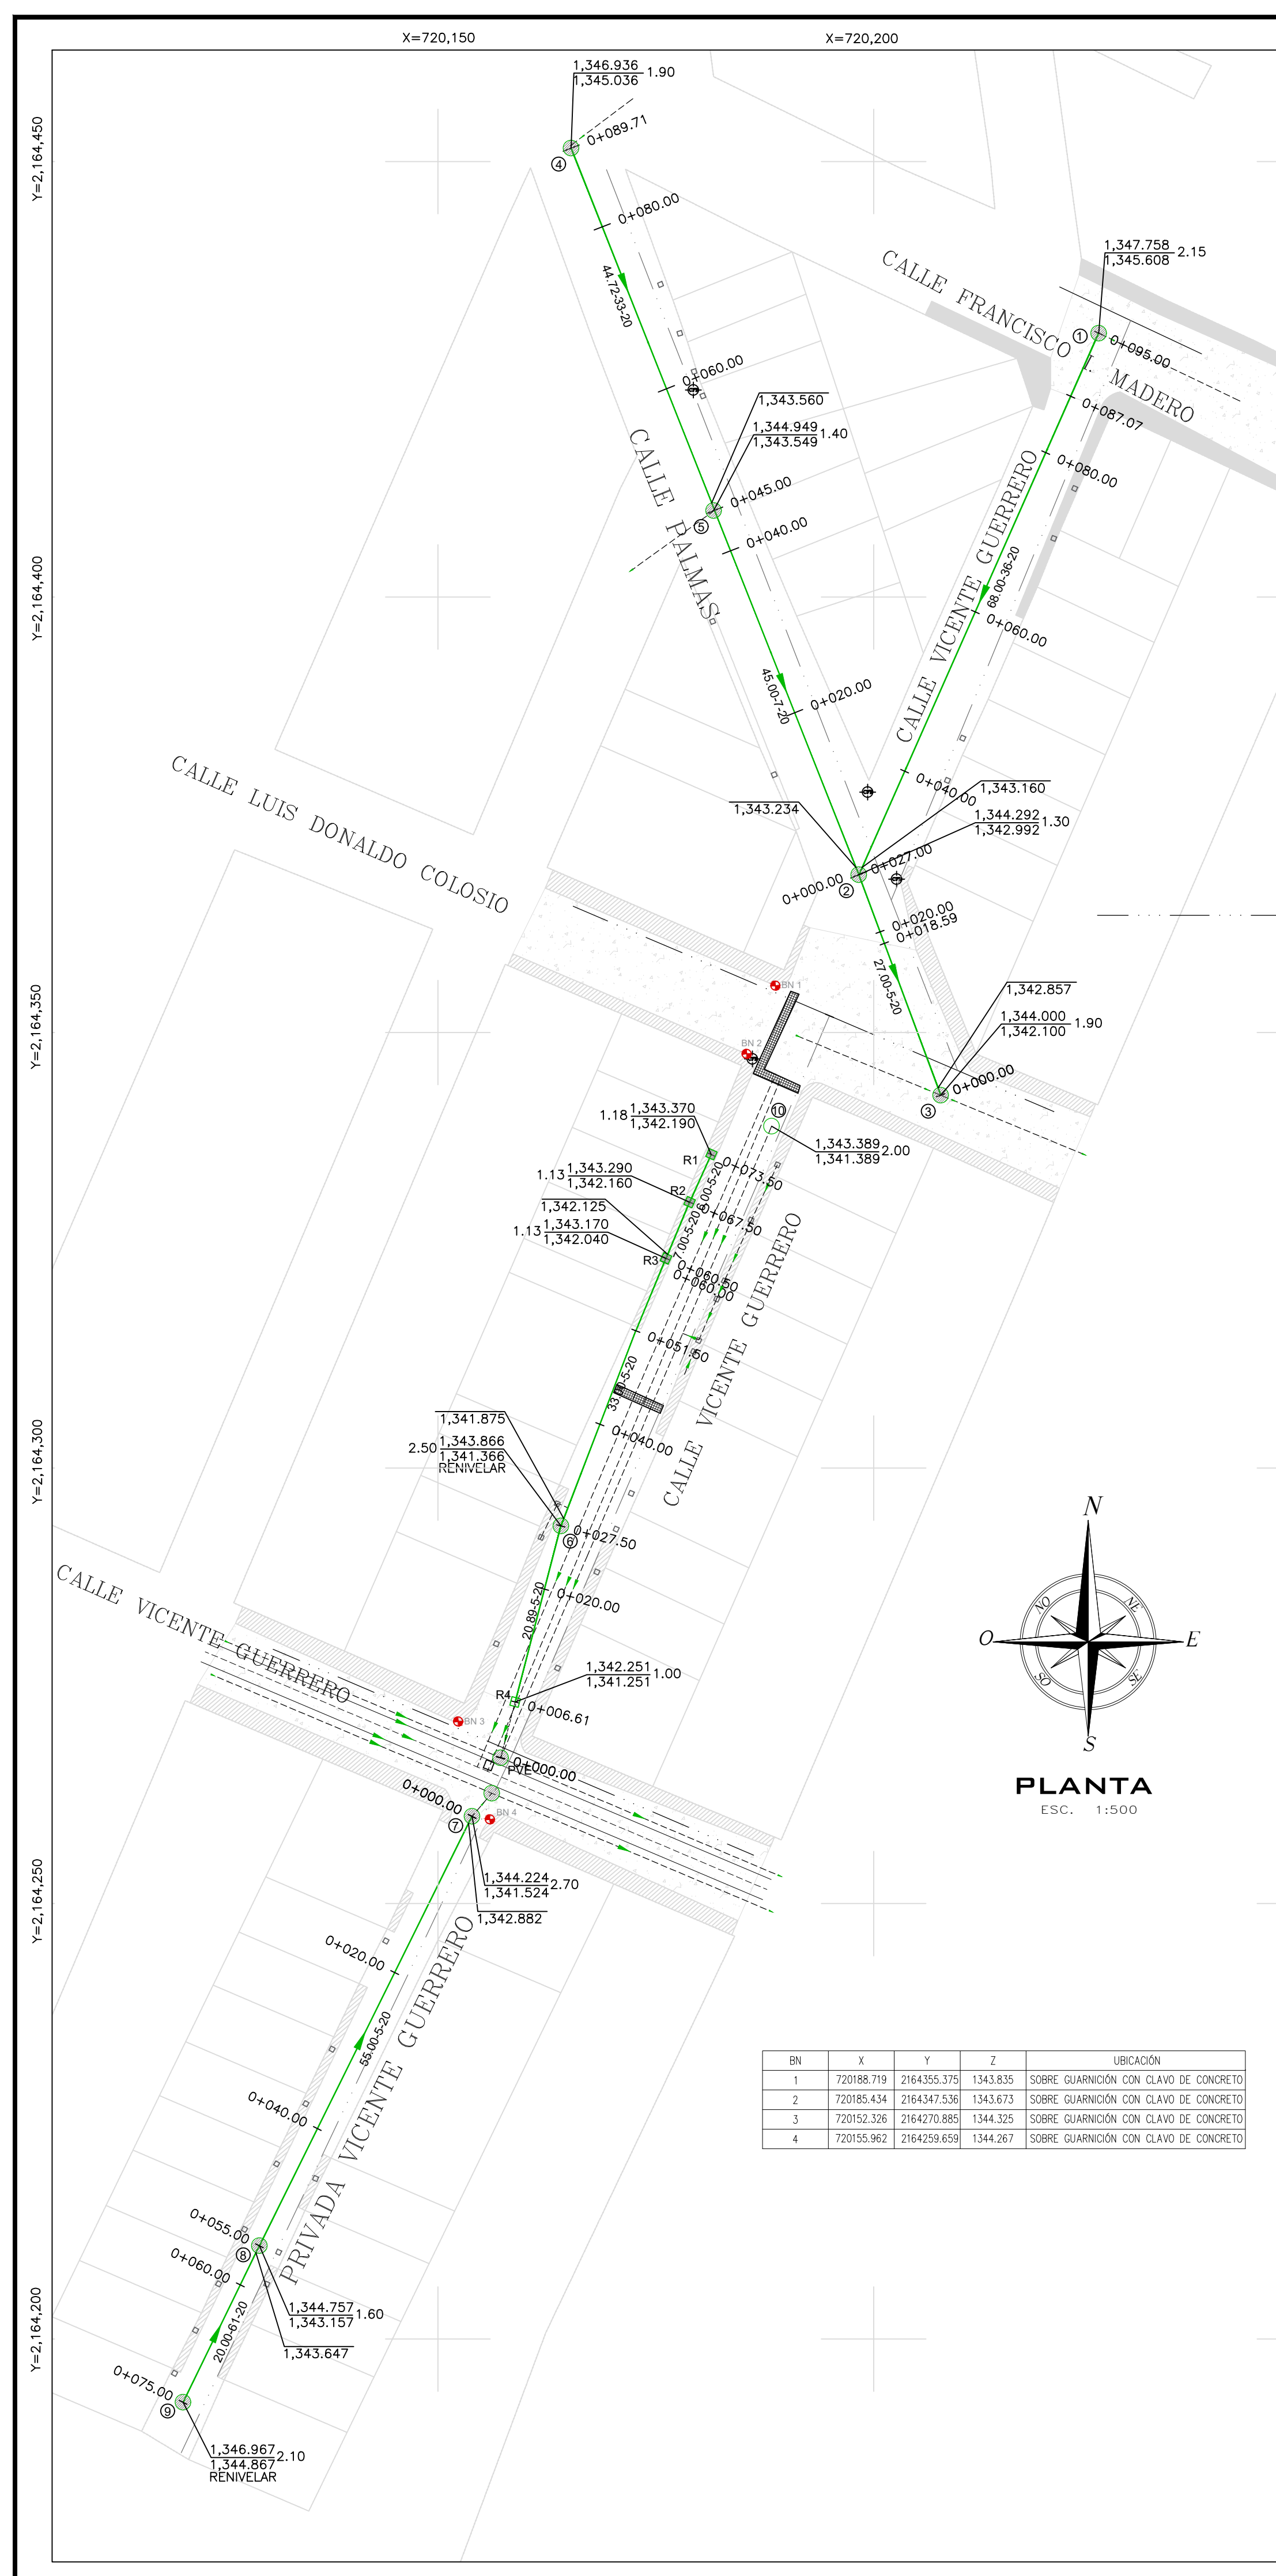 X=720,150
X=720,200
Y=2,164,450
Y=2,164,400
Y=2,164,350
Y=2,164,300
Y=2,164,250
Y=2,164,200
1,346.936
1,345.036
1.90
0+089.71
4
0+080.00
44.72-33-20
0+060.00
1,343.560
1,344.949
1,343.549
1.40
0+045.00
5
0+040.00
CALLE PALMAS
45.00-7-20
0+020.00
CALLE FRANCISCO I. MADERO
1,347.758
1,345.608
2.15
1
0+095.00
0+087.07
0+080.00
CALLE VICENTE GUERRERO
68.00-36-20
0+060.00
0+040.00
1,343.160
1,344.292
1,342.992
1.30
1,343.234
0+027.00
0+000.00
2
0+020.00
0+018.59
27.00-5-20
1,342.857
1,344.000
1,342.100
1.90
0+000.00
3
CALLE LUIS DONALDO COLOSIO
BN 1
BN 2
10
1,343.389
1,341.389
2.00
1.18
1,343.370
1,342.190
R1
0+073.50
6.00-5-20
1.13
1,343.290
1,342.160
R2
0+067.50
7.00-5-20
1,342.125
1.13
1,343.170
1,342.040
R3
0+060.50
0+060.00
0+051.50
33.00-5-20
0+040.00
CALLE VICENTE GUERRERO
1,341.875
2.50
1,343.866
1,341.366
RENIVELAR
0+027.50
6
0+020.00
20.89-5-20
1,342.251
1,341.251
1.00
R4
0+006.61
CALLE VICENTE GUERRERO
BN 3
0+000.00
PVE
0+000.00
7
BN 4
1,344.224
1,341.524
2.70
1,342.882
0+020.00
55.00-5-20
0+040.00
PRIVADA VICENTE GUERRERO
0+055.00
8
0+060.00
1,344.757
1,343.157
1.60
1,343.647
20.00-61-20
0+075.00
9
1,346.967
1,344.867
2.10
RENIVELAR
N
NO
NE
O
E
SO
SE
S
PLANTA
ESC. 1:500
BN X Y Z UBICACIÓN
1 720188.719 2164355.375 1343.835 SOBRE GUARNICIÓN CON CLAVO DE CONCRETO
2 720185.434 2164347.536 1343.673 SOBRE GUARNICIÓN CON CLAVO DE CONCRETO
3 720152.326 2164270.885 1344.325 SOBRE GUARNICIÓN CON CLAVO DE CONCRETO
4 720155.962 2164259.659 1344.267 SOBRE GUARNICIÓN CON CLAVO DE CONCRETO